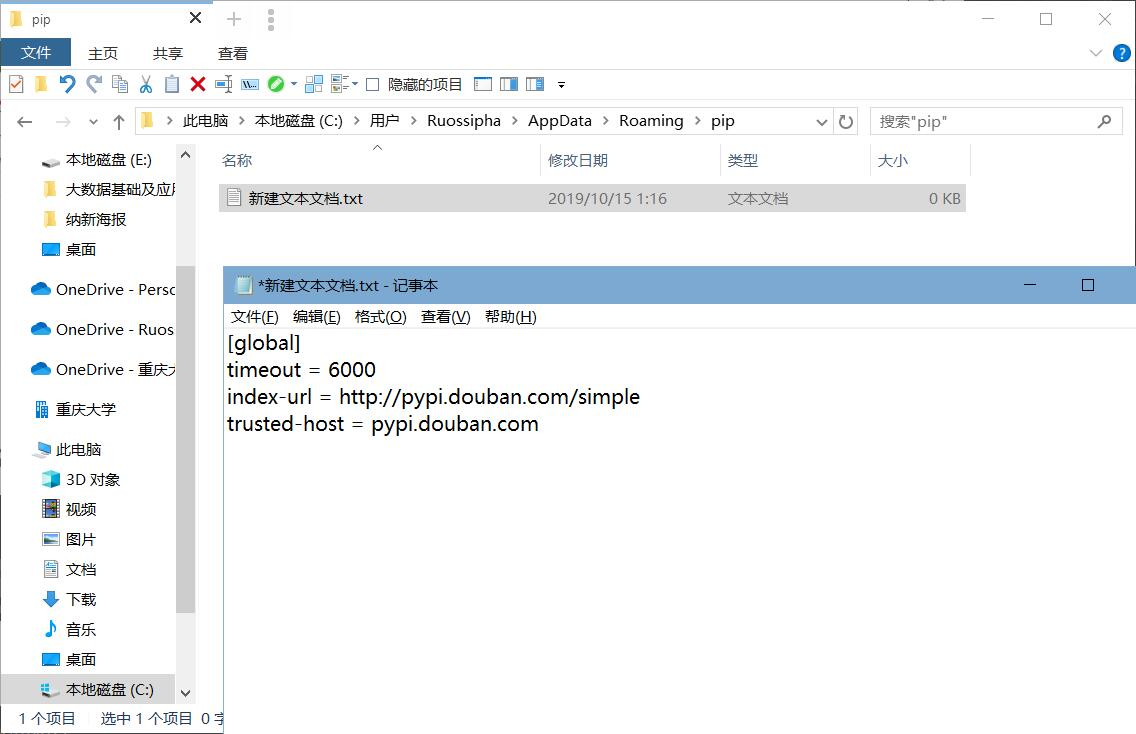 pip
文件 主页 共享 查看
隐藏的项目
此电脑 本地磁盘 (C:) 用户 Ruossipha AppData Roaming pip
搜索"pip"
名称 修改日期 类型 大小
新建文本文档.txt 2019/10/15 1:16 文本文档 0 KB
本地磁盘 (E:)
大数据基础及应用
纳新海报
桌面
OneDrive - Perso
OneDrive - Ruos
OneDrive - 重庆大
重庆大学
此电脑
3D 对象
视频
图片
文档
下载
音乐
桌面
本地磁盘 (C:)
1 个项目 选中 1 个项目 0 字
*新建文本文档.txt - 记事本
文件(F) 编辑(E) 格式(O) 查看(V) 帮助(H)
[global]
timeout = 6000
index-url = http://pypi.douban.com/simple
trusted-host = pypi.douban.com